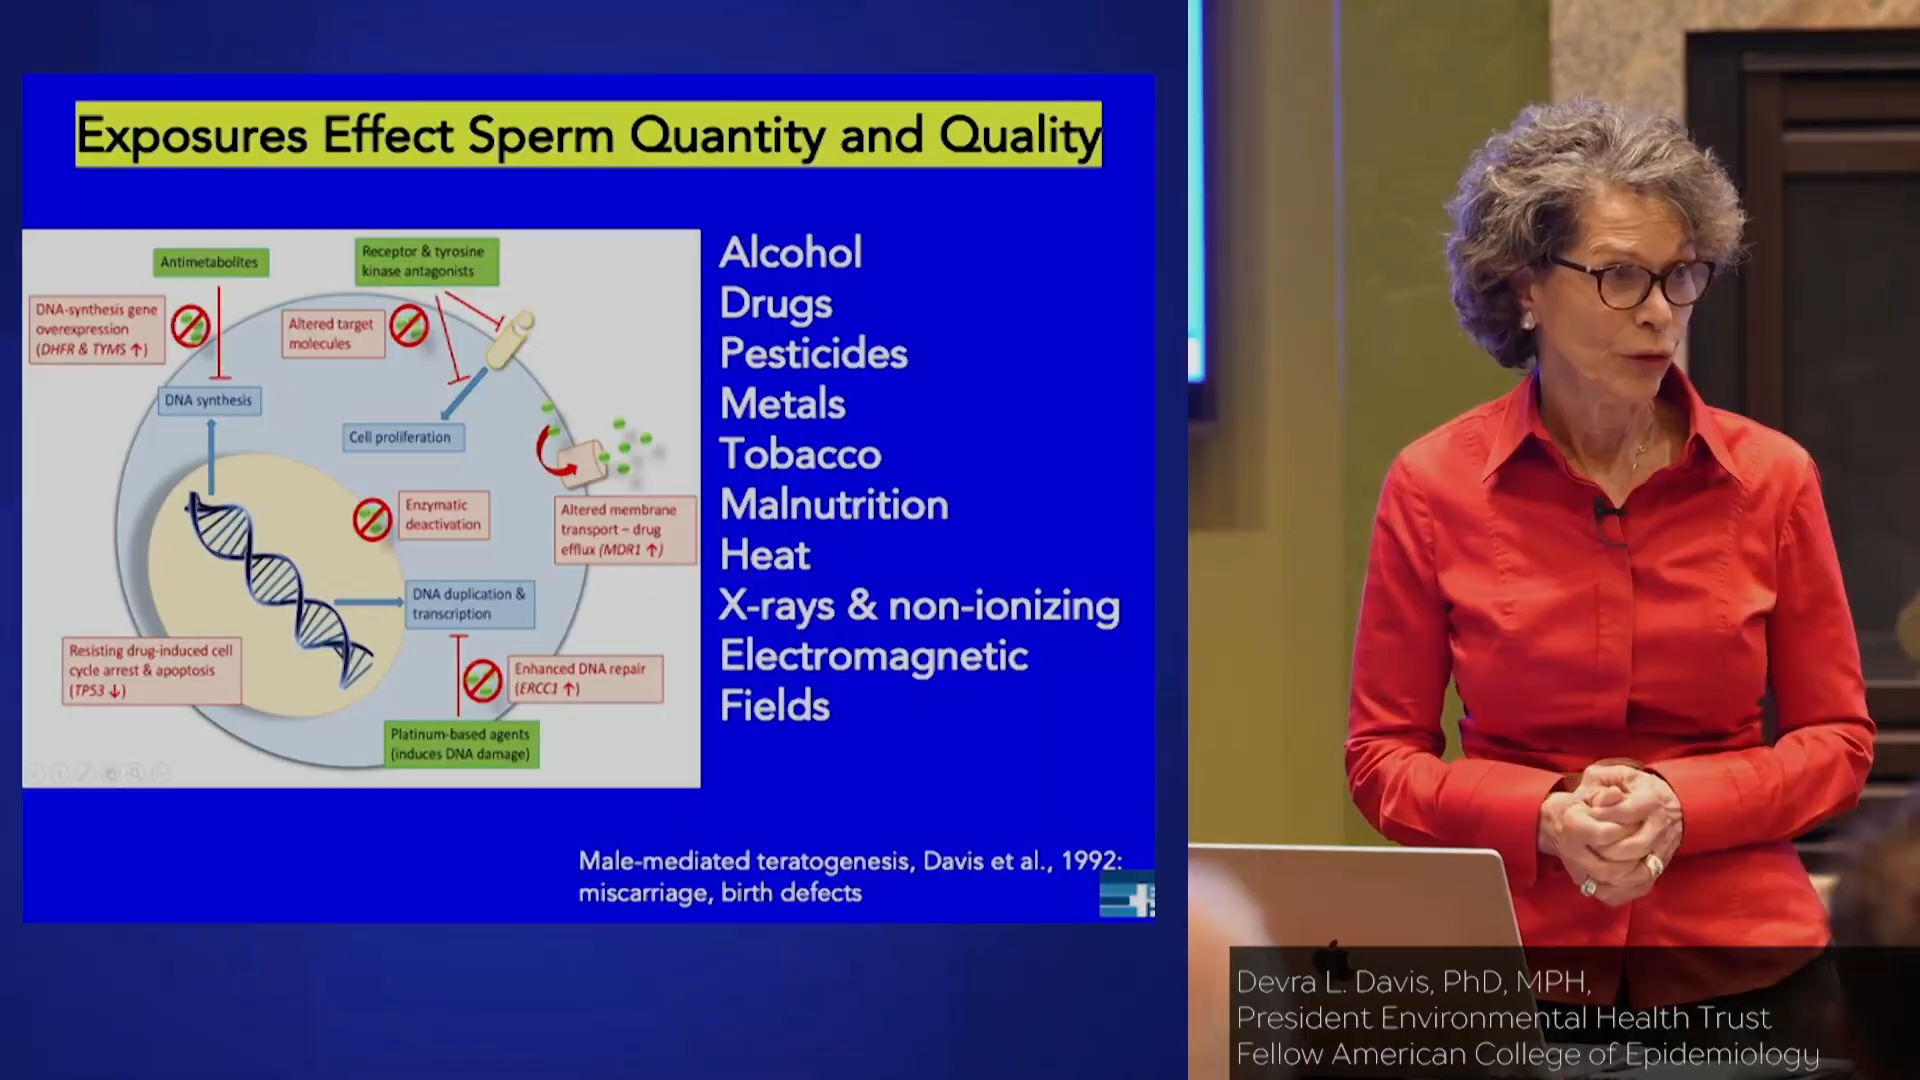 Exposures Effect Sperm Quantity and Quality
Antimetabolites
Receptor & tyrosine
kinase antagonists
DNA-synthesis gene
overexpression
(DHFR & TYMS ↑)
Altered target
molecules
DNA synthesis
Cell proliferation
Enzymatic
deactivation
Altered membrane
transport – drug
efflux (MDR1 ↑)
DNA duplication &
transcription
Resisting drug-induced cell
cycle arrest & apoptosis
(TP53 ↓)
Enhanced DNA repair
(ERCC1 ↑)
Platinum-based agents
(induces DNA damage)
Alcohol
Drugs
Pesticides
Metals
Tobacco
Malnutrition
Heat
X-rays & non-ionizing
Electromagnetic
Fields
Male-mediated teratogenesis, Davis et al., 1992:
miscarriage, birth defects
Devra L. Davis, PhD, MPH,
President Environmental Health Trust
Fellow American College of Epidemiology